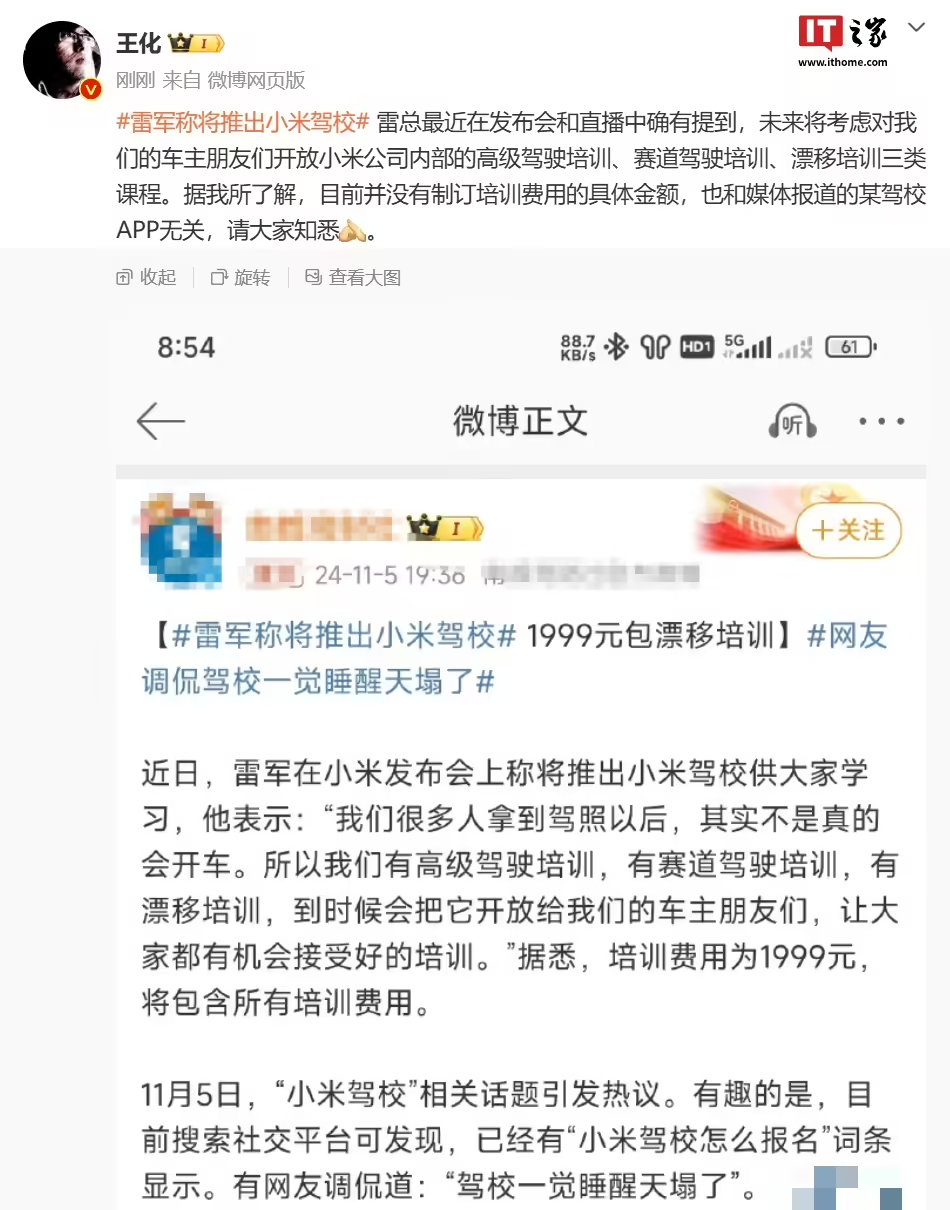 王化
IT之家
www.ithome.com
刚刚 来自 微博网页版
#雷军称将推出小米驾校# 雷总最近在发布会和直播中确有提到，未来将考虑对我
们的车主朋友们开放小米公司内部的高级驾驶培训、赛道驾驶培训、漂移培训三类
课程。据我所了解，目前并没有制订培训费用的具体金额，也和媒体报道的某驾校
APP无关，请大家知悉🙏。
收起 旋转 查看大图
8:54 88.7 KB/s HD1 5G 61
微博正文 听
I +关注
24-11-5 19:36
【#雷军称将推出小米驾校# 1999元包漂移培训】#网友
调侃驾校一觉睡醒天塌了#
近日，雷军在小米发布会上称将推出小米驾校供大家学
习，他表示：“我们很多人拿到驾照以后，其实不是真的
会开车。所以我们有高级驾驶培训，有赛道驾驶培训，有
漂移培训，到时候会把它开放给我们的车主朋友们，让大
家都有机会接受好的培训。”据悉，培训费用为1999元，
将包含所有培训费用。
11月5日，“小米驾校”相关话题引发热议。有趣的是，目
前搜索社交平台可发现，已经有“小米驾校怎么报名”词条
显示。有网友调侃道：“驾校一觉睡醒天塌了”。